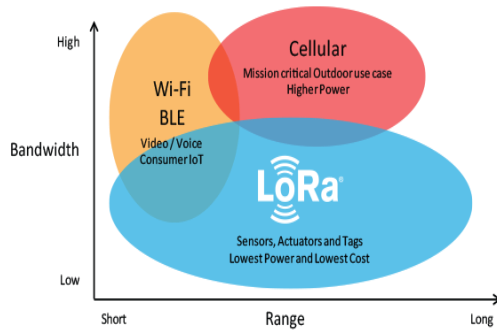 High
Bandwidth
Low
Wi-Fi
BLE
Video / Voice
Consumer IoT
Cellular
Mission critical Outdoor use case
Higher Power
LoRa®
Sensors, Actuators and Tags
Lowest Power and Lowest Cost
Short
Range
Long